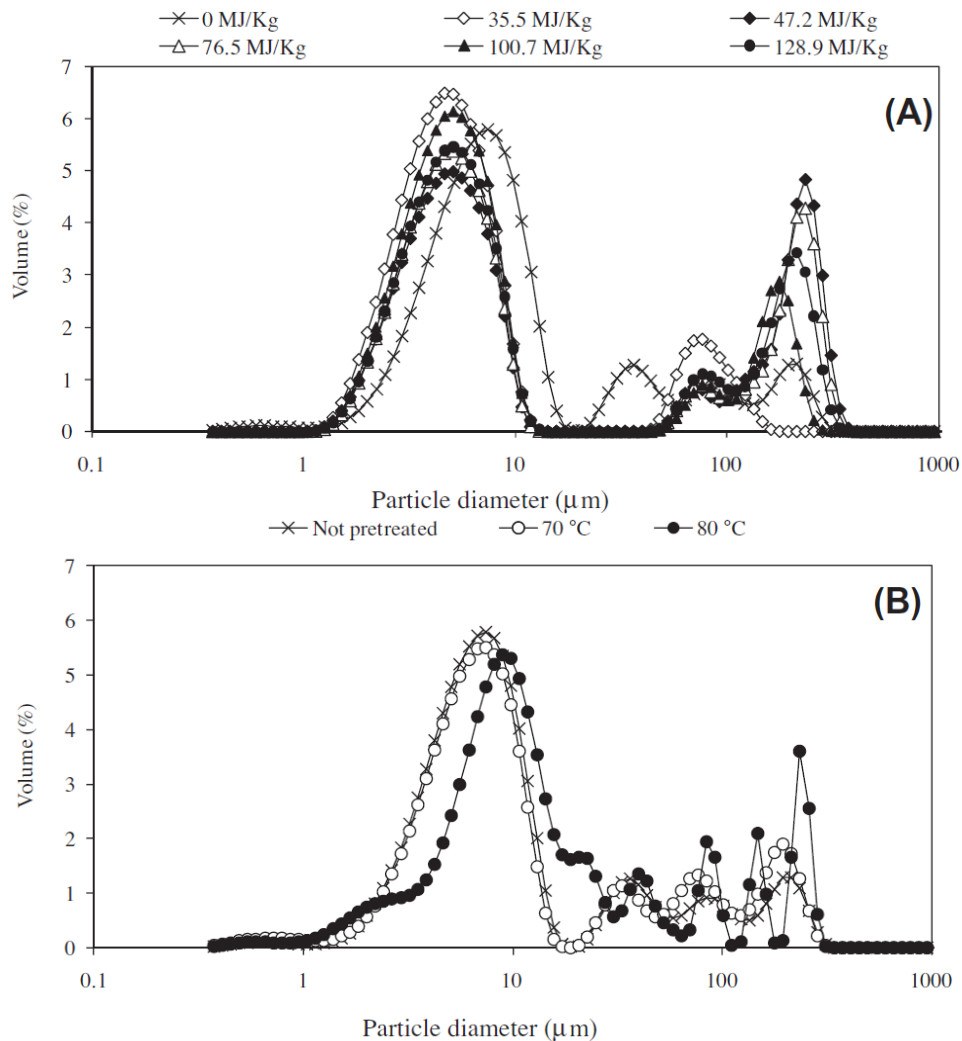 0 MJ/Kg 35.5 MJ/Kg 47.2 MJ/Kg
76.5 MJ/Kg 100.7 MJ/Kg 128.9 MJ/Kg
(A)
Volume (%)
7
6
5
4
3
2
1
0
0.1 1 10 100 1000
Particle diameter (μm)
Not pretreated 70 °C 80 °C
(B)
Volume (%)
7
6
5
4
3
2
1
0
0.1 1 10 100 1000
Particle diameter (μm)